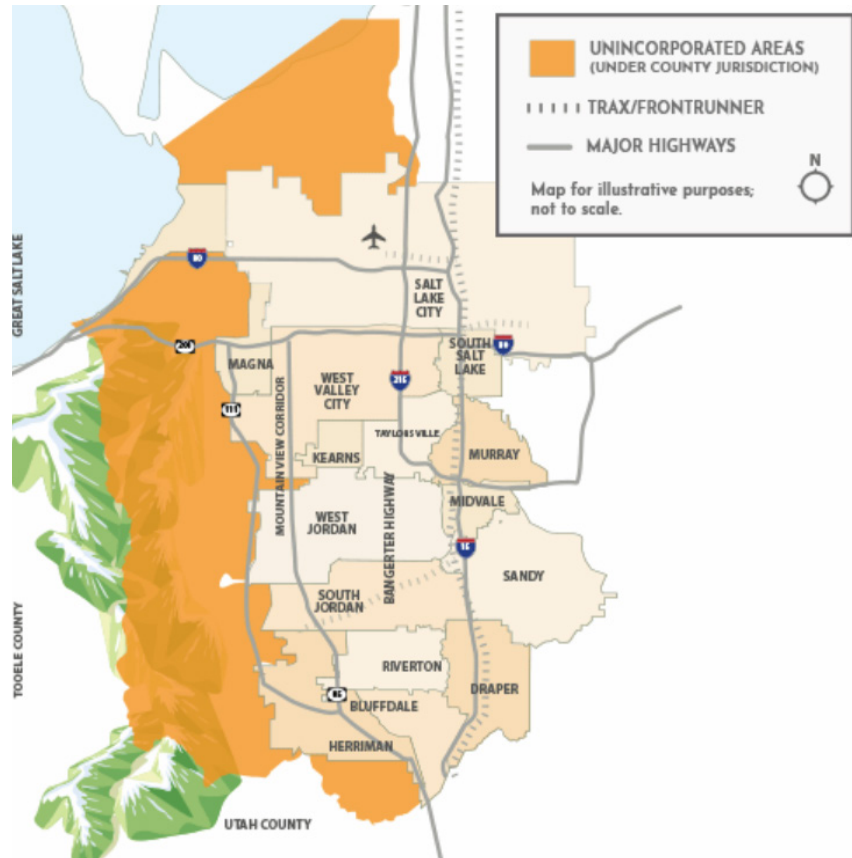 UNINCORPORATED AREAS
(UNDER COUNTY JURISDICTION)
TRAX/FRONTRUNNER
MAJOR HIGHWAYS
N
Map for illustrative purposes;
not to scale.
GREAT SALT LAKE
80
SALT
LAKE
CITY
MAGNA
WEST
VALLEY
CITY
215
SOUTH
SALT
LAKE
80
111
TAYLORSVILLE
KEARNS
MURRAY
MOUNTAIN VIEW CORRIDOR
BANGERTER HIGHWAY
MIDVALE
WEST
JORDAN
15
SANDY
SOUTH
JORDAN
TOOELE COUNTY
RIVERTON
DRAPER
85
BLUFFDALE
HERRIMAN
UTAH COUNTY